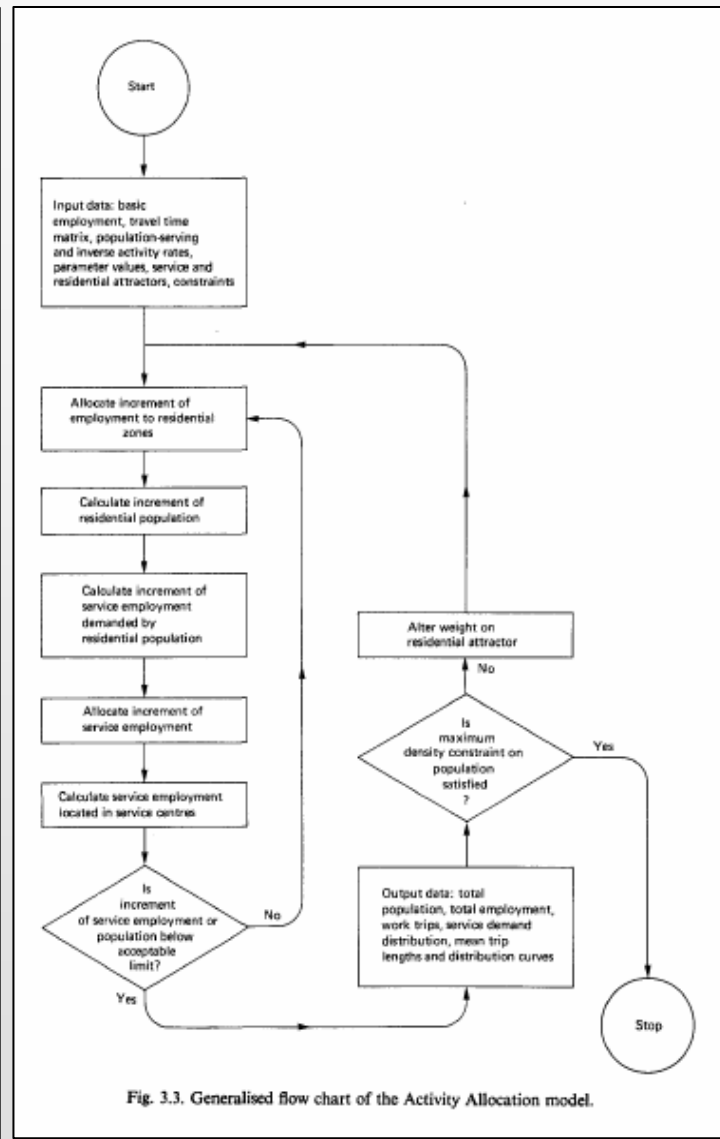 Start
Input data: basic
employment, travel time
matrix, population-serving
and inverse activity rates,
parameter values, service and
residential attractors, constraints
Allocate increment of
employment to residential
zones
Calculate increment of
residential population
Calculate increment of
service employment
demanded by
residential population
Allocate increment of
service employment
Calculate service employment
located in service centres
Is
increment
of service employment or
population below
acceptable
limit?
No
Yes
Output data: total
population, total employment,
work trips, service demand
distribution, mean trip
lengths and distribution curves
Is
maximum
density constraint on
population
satisfied
?
No
Yes
Alter weight on
residential attractor
Stop
Fig. 3.3. Generalised flow chart of the Activity Allocation model.